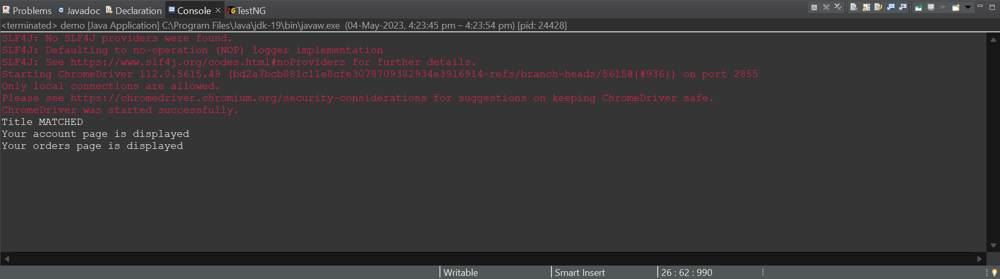 Problems Javadoc Declaration Console TestNG
<terminated> demo [Java Application] C:\Program Files\Java\jdk-19\bin\javaw.exe (04-May-2023, 4:23:45 pm – 4:23:54 pm) [pid: 24428]
SLF4J: No SLF4J providers were found.
SLF4J: Defaulting to no-operation (NOP) logger implementation
SLF4J: See https://www.slf4j.org/codes.html#noProviders for further details.
Starting ChromeDriver 112.0.5615.49 (bd2a7bcb881c11e8cfe3078709382934e3916914-refs/branch-heads/5615@{#936}) on port 2855
Only local connections are allowed.
Please see https://chromedriver.chromium.org/security-considerations for suggestions on keeping ChromeDriver safe.
ChromeDriver was started successfully.
Title MATCHED
Your account page is displayed
Your orders page is displayed
Writable Smart Insert 26 : 62 : 990